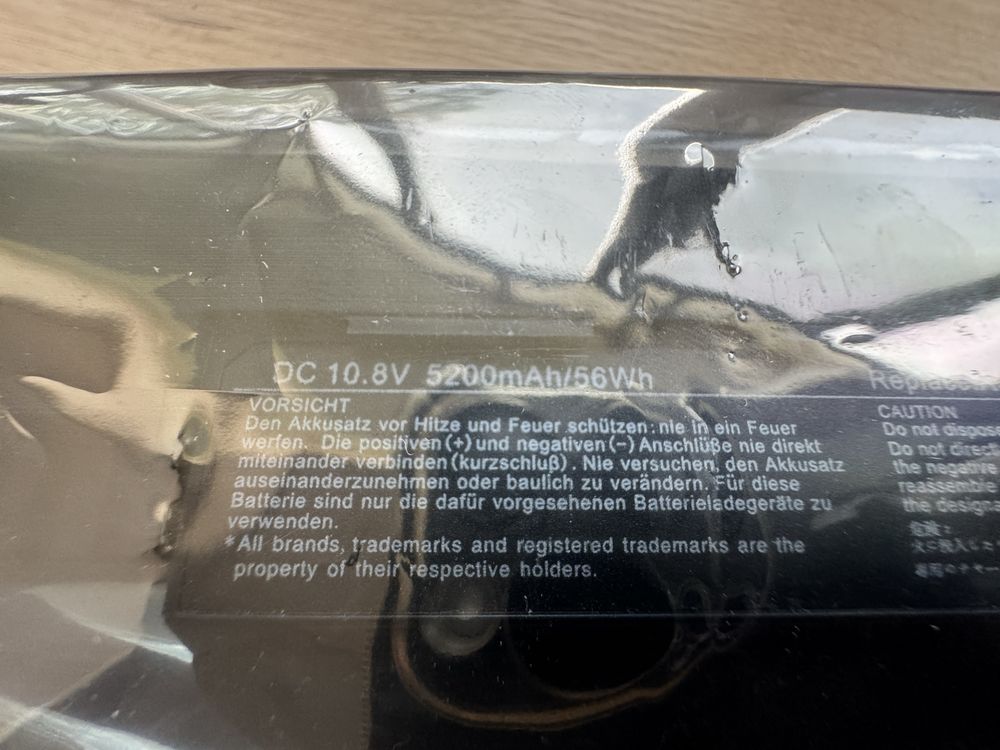 DC 10.8V 5200mAh/56Wh
VORSICHT
Den Akkusatz vor Hitze und Feuer schützen: nie in ein Feuer
werfen. Die positiven (+) und negativen (-) Anschlüße nie direkt
miteinander verbinden (kurzschluß). Nie versuchen, den Akkusatz
auseinanderzunehmen oder baulich zu verändern. Für diese
Batterie sind nur die dafür vorgesehenen Batterieladegeräte zu
verwenden.
*All brands, trademarks and registered trademarks are the
property of their respective holders.
CAUTION
Do not dispose
Do not direct
the negative
reassemble
the designa
危険: